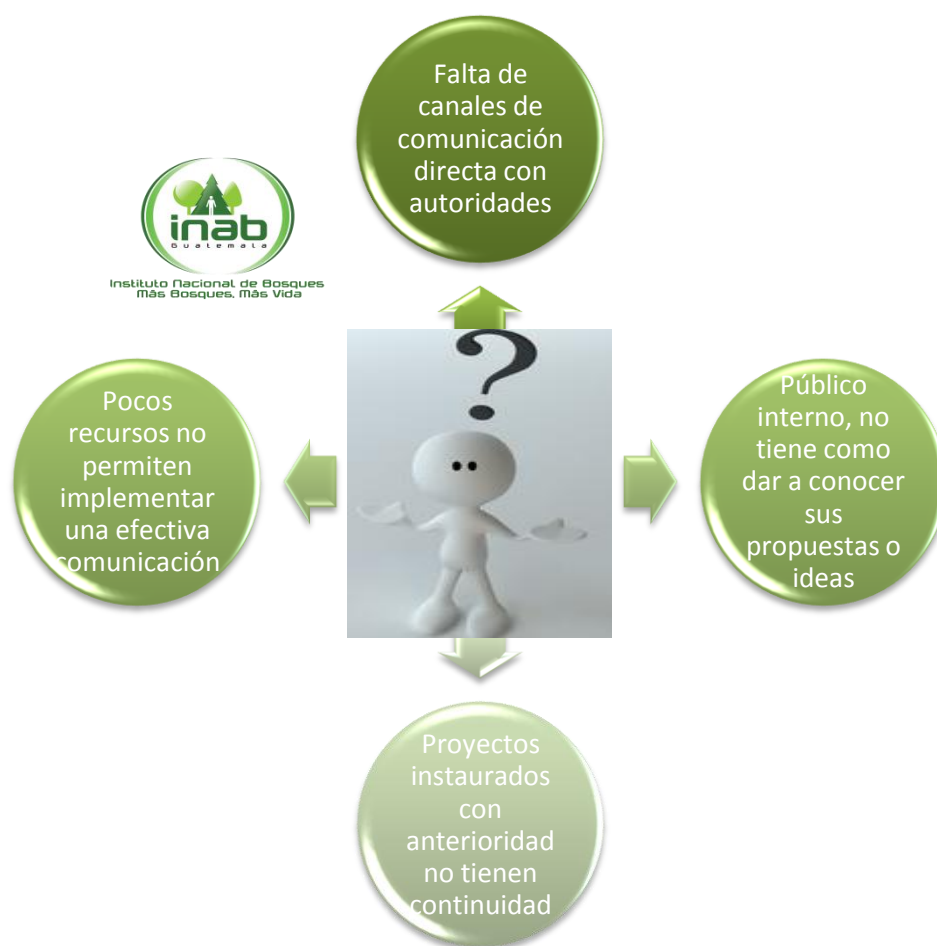 Falta de
canales de
comunicación
directa con
autoridades
inab
Guatemala
Instituto Nacional de Bosques
Más Bosques, Más Vida
?
Pocos
recursos no
permiten
implementar
una efectiva
comunicación
Público
interno, no
tiene como
dar a conocer
sus
propuestas o
ideas
Proyectos
instaurados
con
anterioridad
no tienen
continuidad